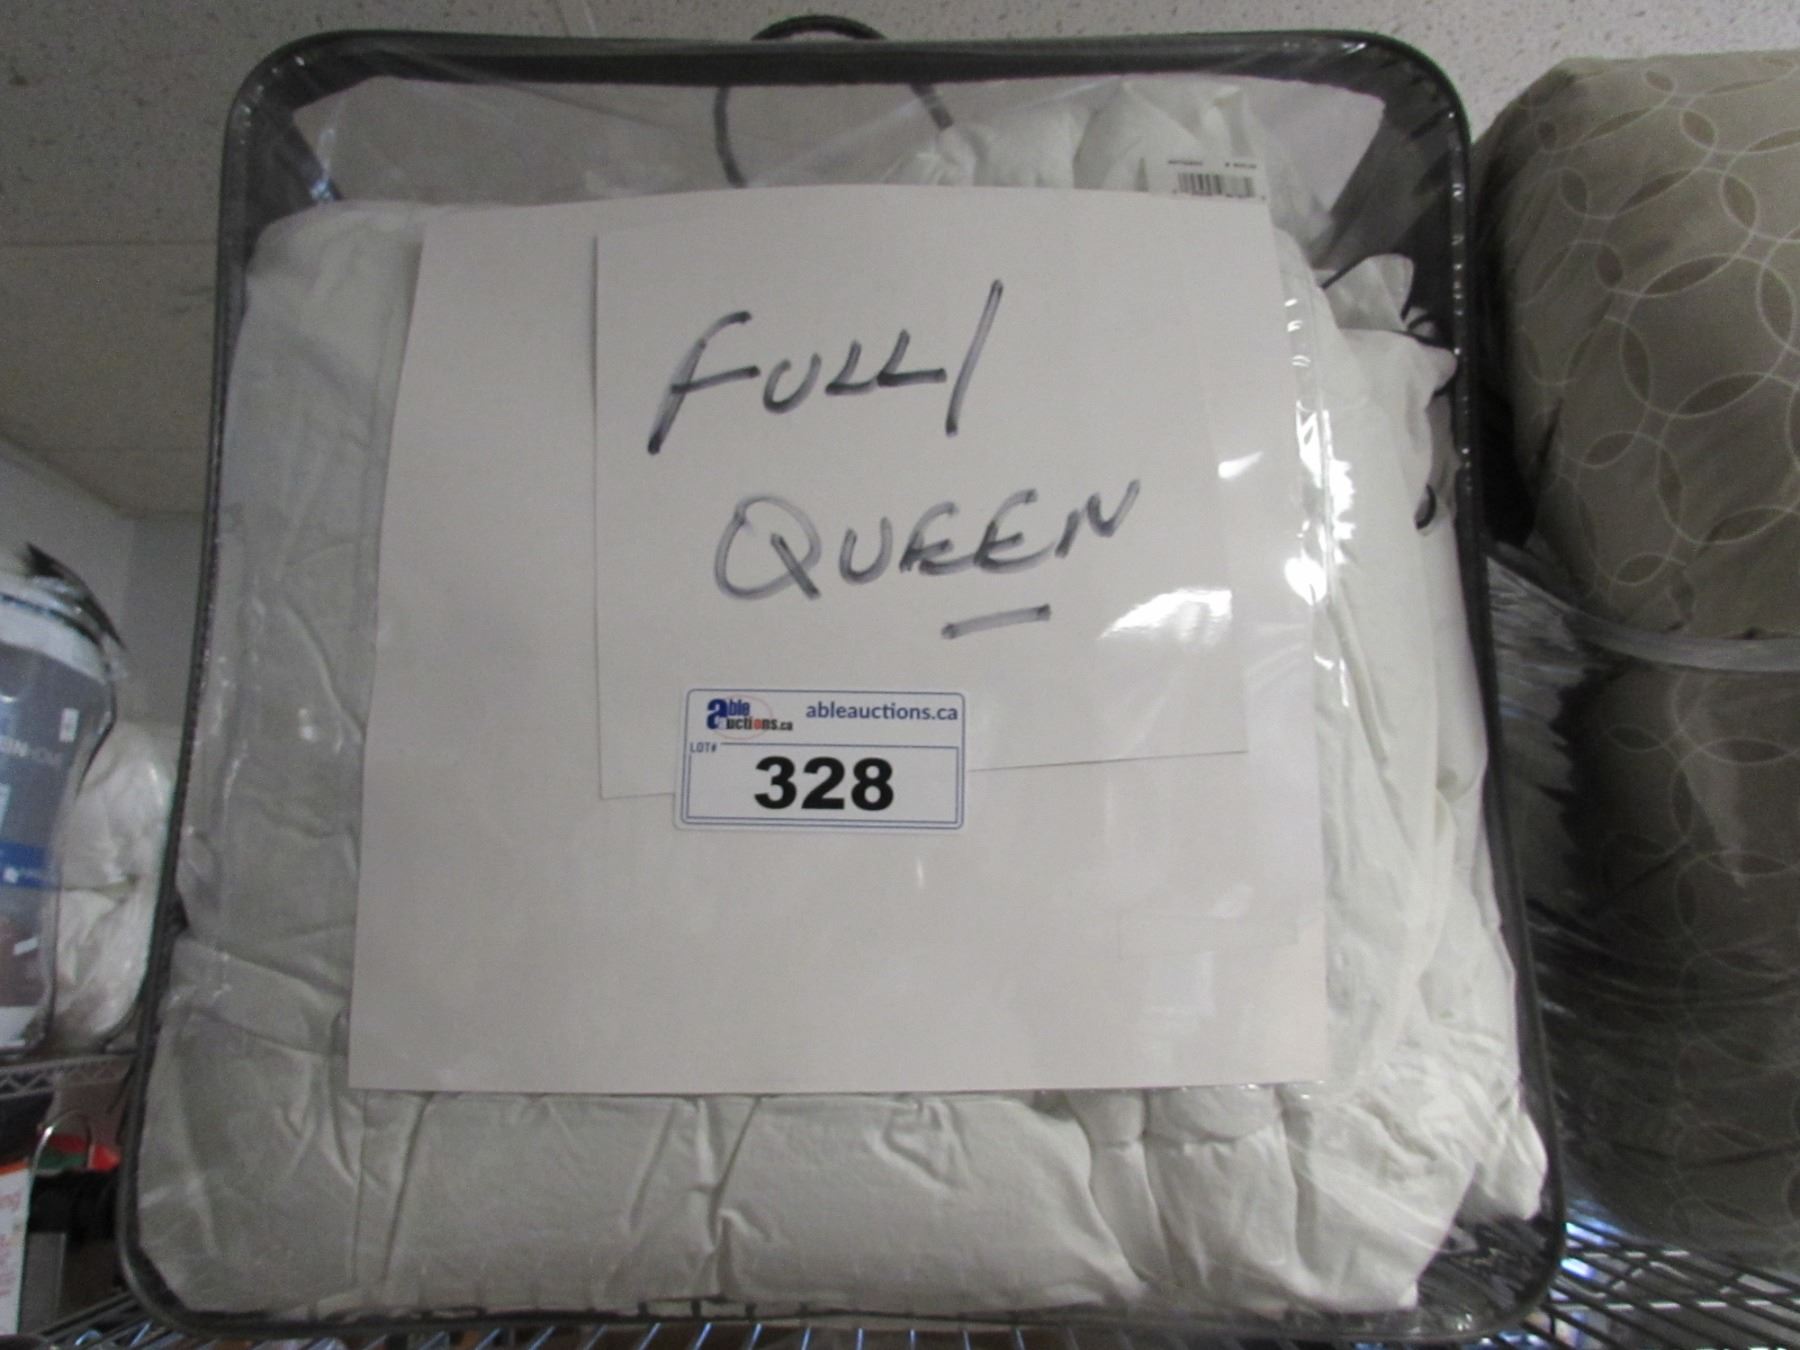 FULL/
QUEEN
able auctions.ca
ableauctions.ca
LOT#
328